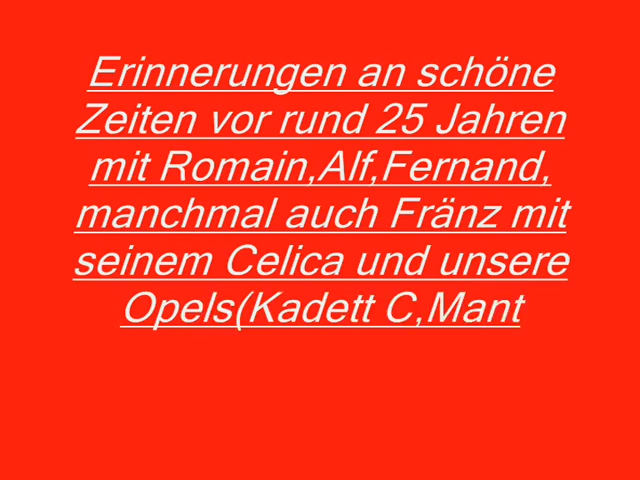 Erinnerungen an schöne
Zeiten vor rund 25 Jahren
mit Romain,Alf,Fernand,
manchmal auch Fränz mit
seinem Celica und unsere
Opels(Kadett C,Mant